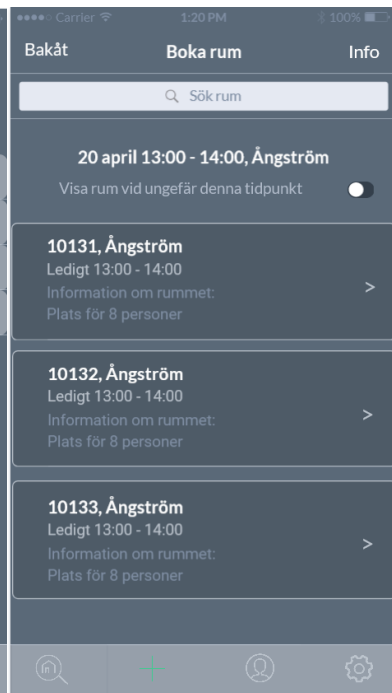 Carrier 1:20 PM 100%
Bakåt Boka rum Info
Sök rum
20 april 13:00 - 14:00, Ångström
Visa rum vid ungefär denna tidpunkt
10131, Ångström
Ledigt 13:00 - 14:00
Information om rummet:
Plats för 8 personer
>
10132, Ångström
Ledigt 13:00 - 14:00
Information om rummet:
Plats för 8 personer
>
10133, Ångström
Ledigt 13:00 - 14:00
Information om rummet:
Plats för 8 personer
>